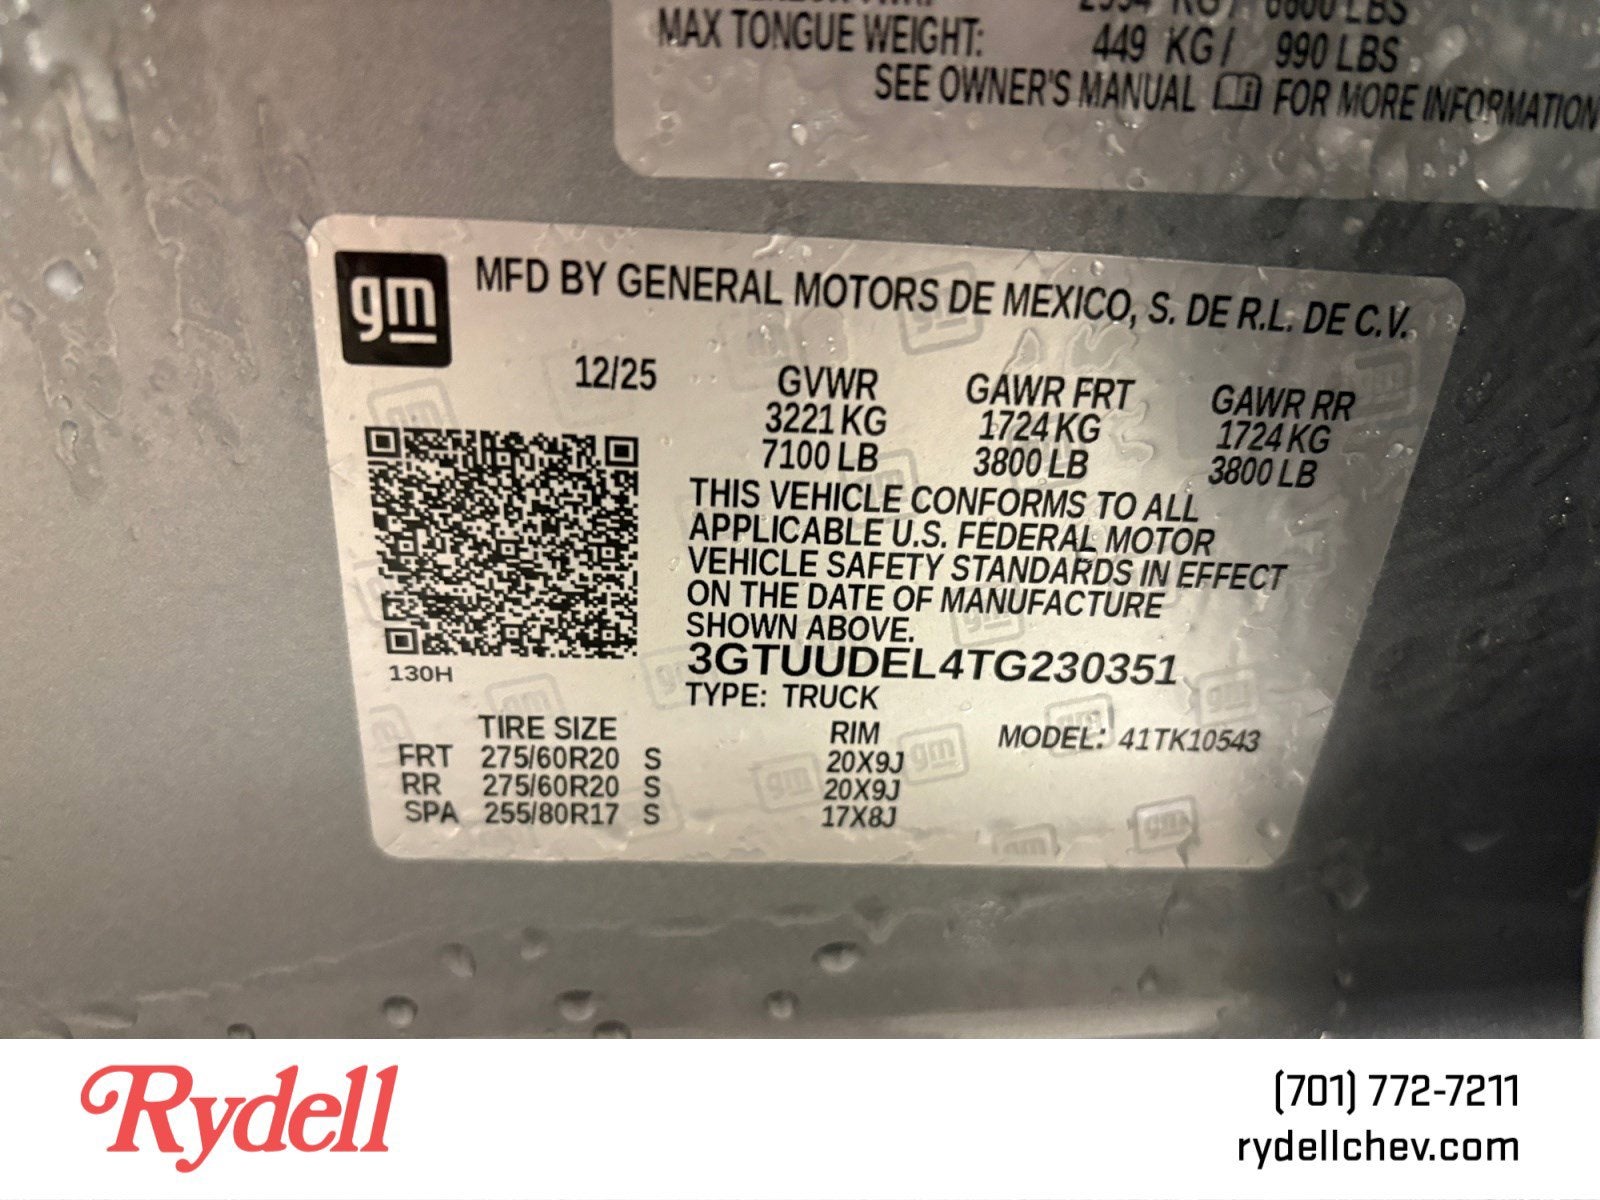 KG / 6600 LBS
MAX TONGUE WEIGHT: 449 KG / 990 LBS
SEE OWNER'S MANUAL FOR MORE INFORMATION
gm MFD BY GENERAL MOTORS DE MEXICO, S. DE R.L. DE C.V.
12/25 GVWR GAWR FRT GAWR RR
3221 KG 1724 KG 1724 KG
7100 LB 3800 LB 3800 LB
THIS VEHICLE CONFORMS TO ALL
APPLICABLE U.S. FEDERAL MOTOR
VEHICLE SAFETY STANDARDS IN EFFECT
ON THE DATE OF MANUFACTURE
SHOWN ABOVE.
130H
3GTUUDEL4TG230351
TYPE: TRUCK
TIRE SIZE RIM MODEL: 41TK10543
FRT 275/60R20 S 20X9J
RR 275/60R20 S 20X9J
SPA 255/80R17 S 17X8J
Rydell
(701) 772-7211
rydellchev.com